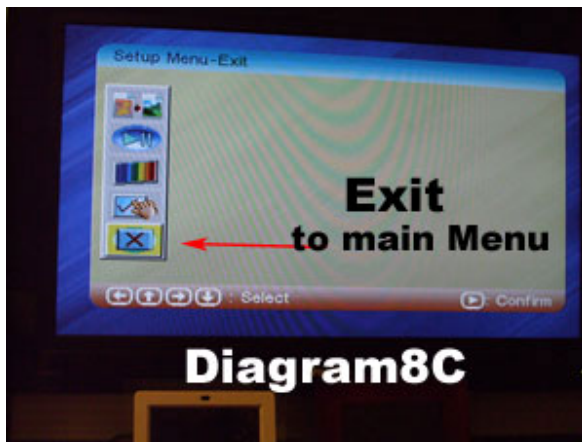 Setup Menu-Exit
Exit
to main Menu
: Select
: Confirm
Diagram8C